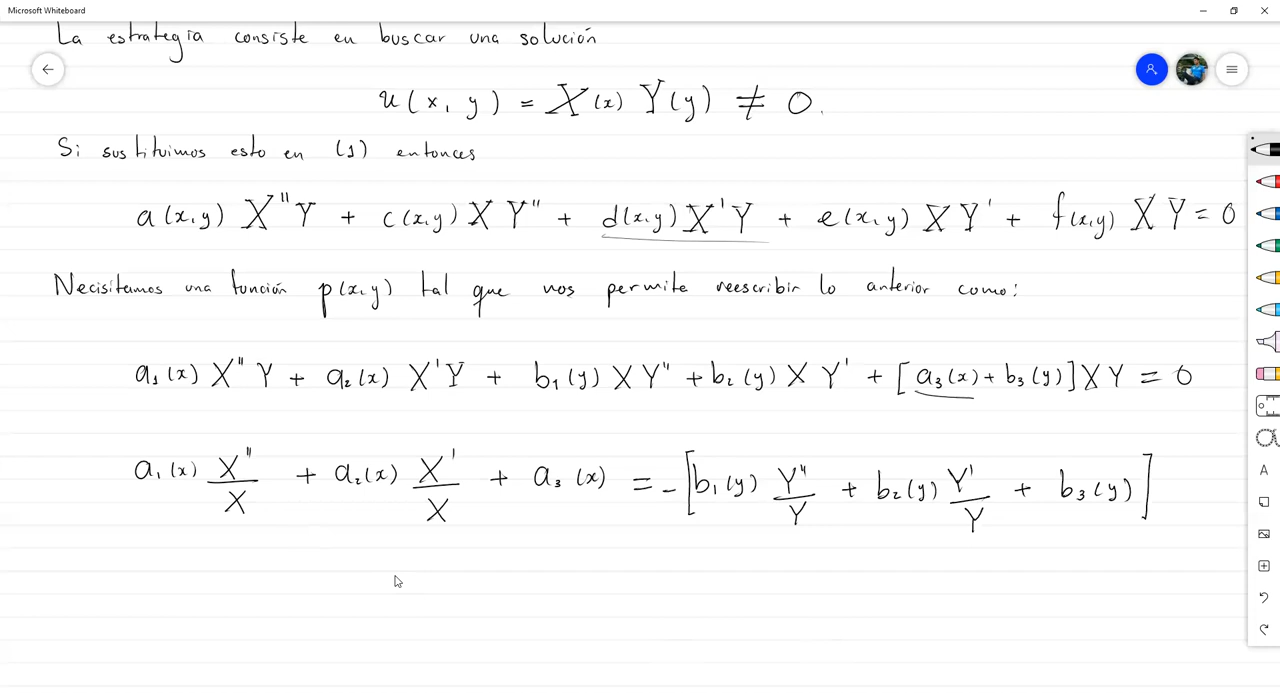 Microsoft Whiteboard
La estrategia consiste en buscar una solución
u(x,y) = X(x) Y(y) ≠ 0.
Si sustituimos esto en (1) entonces
a(x,y) X''Y + c(x,y) X Y'' + d(x,y) X'Y + e(x,y) X Y' + f(x,y) X Y = 0
Necisitamos una función p(x,y) tal que nos permite reescribir lo anterior como:
a₁(x) X''Y + a₂(x) X'Y + b₁(y) X Y'' + b₂(y) X Y' + [a₃(x) + b₃(y)] X Y = 0
a₁(x) X''/X + a₂(x) X'/X + a₃(x) = -[b₁(y) Y''/Y + b₂(y) Y'/Y + b₃(y)]